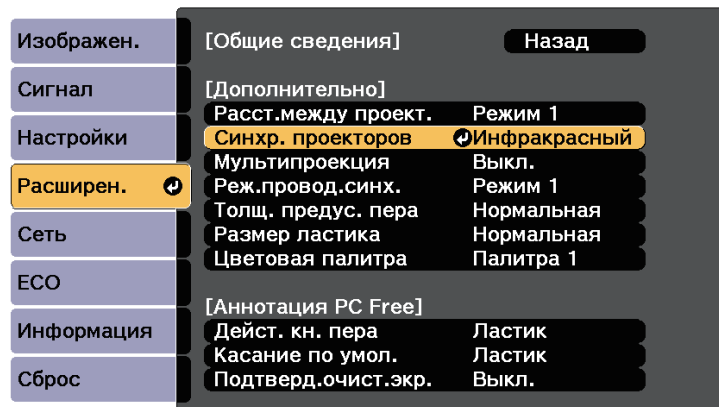 Изображен.
Сигнал
Настройки
Расширен.
Сеть
ECO
Информация
Сброс
[Общие сведения] Назад
[Дополнительно]
Расст.между проект. Режим 1
Синхр. проекторов Инфракрасный
Мультипроекция Выкл.
Реж.провод.синх. Режим 1
Толщ. предус. пера Нормальная
Размер ластика Нормальная
Цветовая палитра Палитра 1
[Аннотация PC Free]
Дейст. кн. пера Ластик
Касание по умол. Ластик
Подтверд.очист.экр. Выкл.